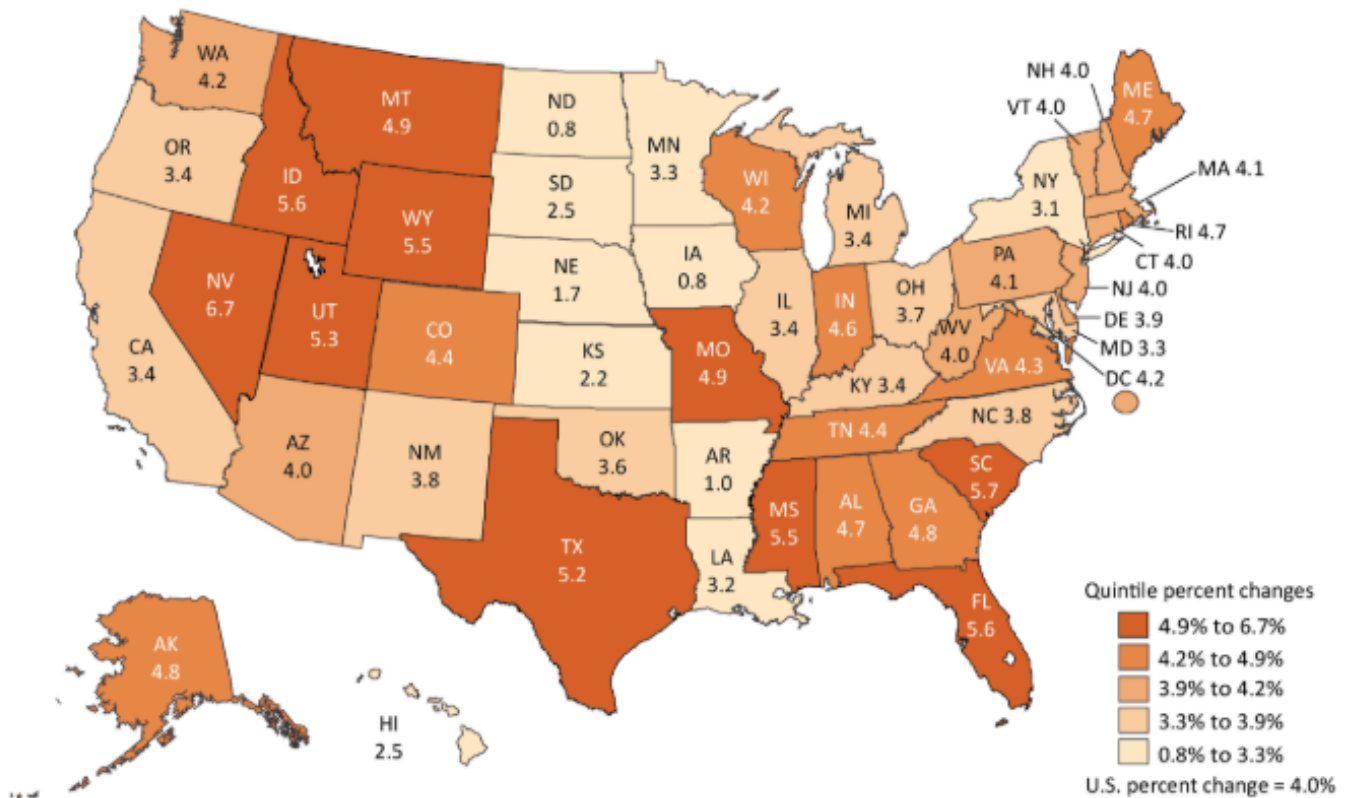 WA
4.2
MT
4.9
ND
0.8
MN
3.3
NH 4.0
ME
4.7
VT 4.0
OR
3.4
ID
5.6
WY
5.5
SD
2.5
WI
4.2
MI
3.4
NY
3.1
MA 4.1
RI 4.7
CT 4.0
NJ 4.0
DE 3.9
MD 3.3
DC 4.2
NV
6.7
UT
5.3
CO
4.4
NE
1.7
IA
0.8
IL
3.4
IN
4.6
OH
3.7
PA
4.1
WV
4.0
VA 4.3
CA
3.4
KS
2.2
MO
4.9
KY 3.4
NC 3.8
TN 4.4
AZ
4.0
NM
3.8
OK
3.6
AR
1.0
SC
5.7
MS
5.5
AL
4.7
GA
4.8
TX
5.2
LA
3.2
FL
5.6
AK
4.8
HI
2.5
Quintile percent changes
4.9% to 6.7%
4.2% to 4.9%
3.9% to 4.2%
3.3% to 3.9%
0.8% to 3.3%
U.S. percent change = 4.0%